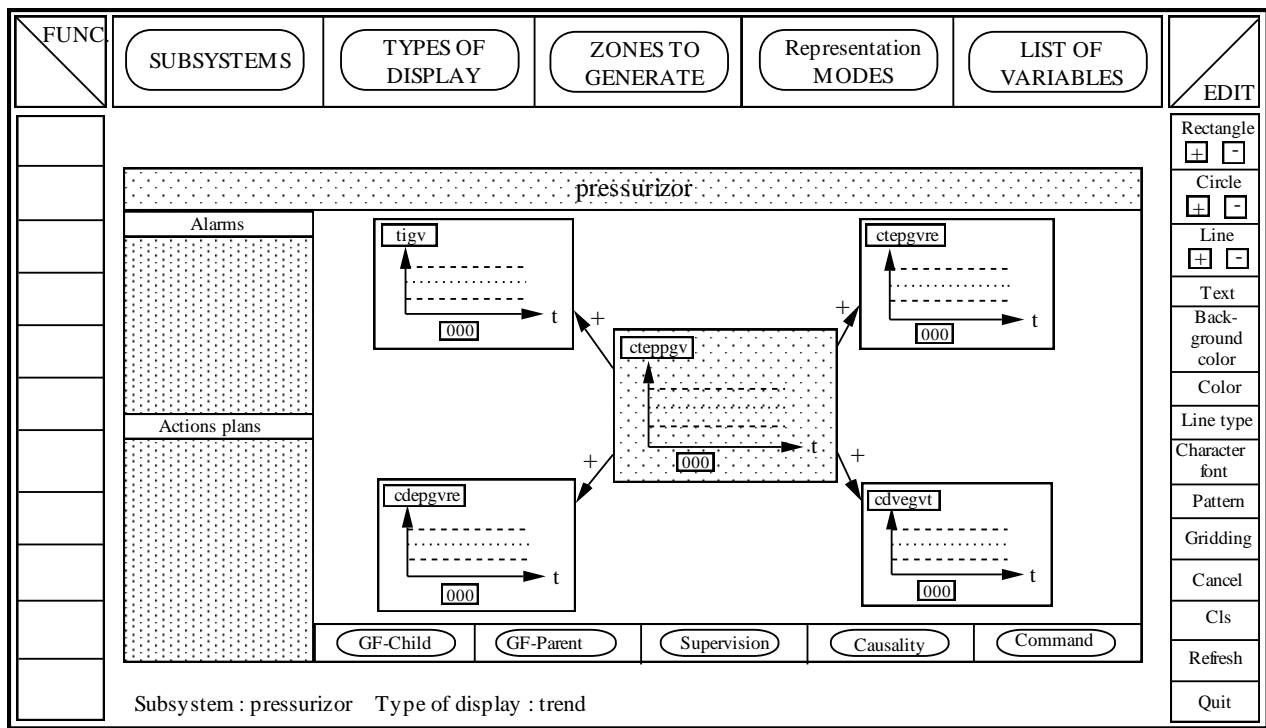 FUNC.
SUBSYSTEMS
TYPES OF
DISPLAY
ZONES TO
GENERATE
Representation
MODES
LIST OF
VARIABLES
EDIT
pressurizor
Alarms
Actions plans
tigv
t
000
+
ctepgvre
t
000
+
cteppgv
t
000
cdepgvre
t
000
+
cdvegvt
t
000
+
GF-Child
GF-Parent
Supervision
Causality
Command
Rectangle
+ -
Circle
+ -
Line
+ -
Text
Back-
ground
color
Color
Line type
Character
font
Pattern
Gridding
Cancel
Cls
Refresh
Quit
Subsystem : pressurizor Type of display : trend